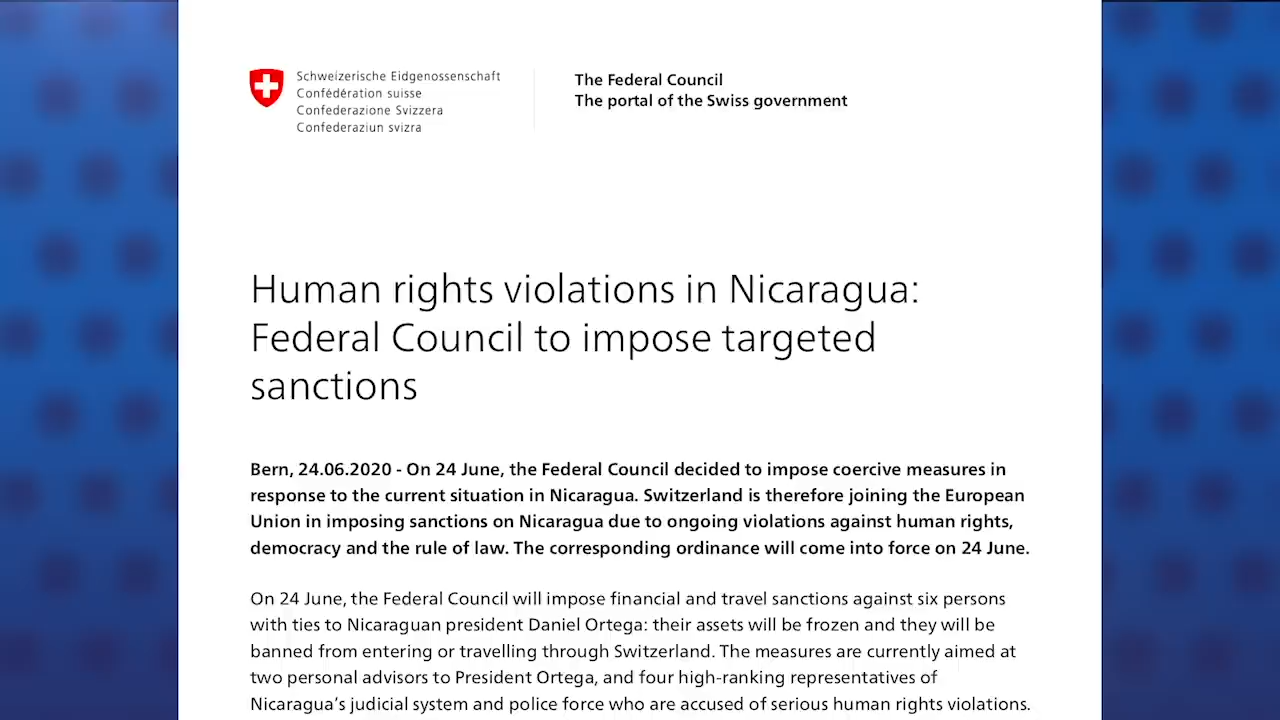 Schweizerische Eidgenossenschaft
Confédération suisse
Confederazione Svizzera
Confederaziun svizra
The Federal Council
The portal of the Swiss government
Human rights violations in Nicaragua:
Federal Council to impose targeted
sanctions
Bern, 24.06.2020 - On 24 June, the Federal Council decided to impose coercive measures in
response to the current situation in Nicaragua. Switzerland is therefore joining the European
Union in imposing sanctions on Nicaragua due to ongoing violations against human rights,
democracy and the rule of law. The corresponding ordinance will come into force on 24 June.
On 24 June, the Federal Council will impose financial and travel sanctions against six persons
with ties to Nicaraguan president Daniel Ortega: their assets will be frozen and they will be
banned from entering or travelling through Switzerland. The measures are currently aimed at
two personal advisors to President Ortega, and four high-ranking representatives of
Nicaragua's judicial system and police force who are accused of serious human rights violations.